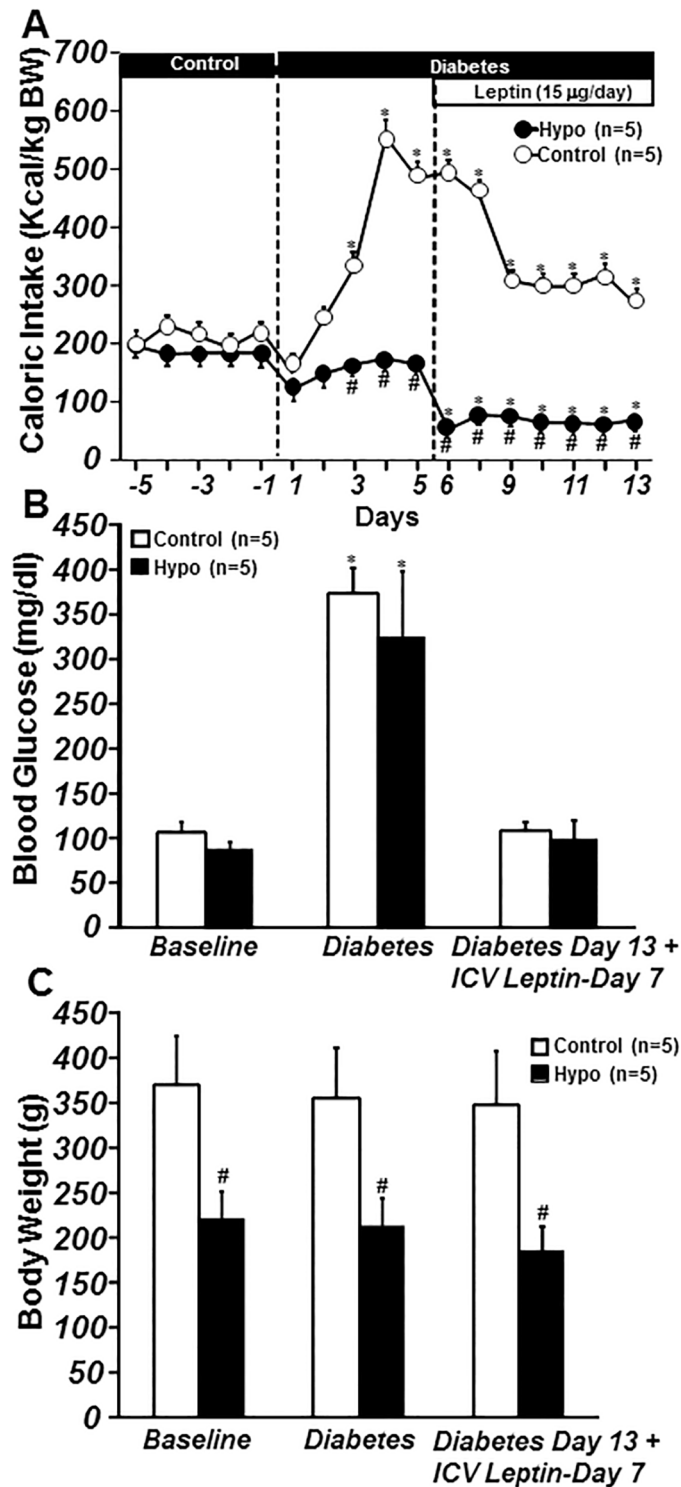 A
Caloric Intake (Kcal/kg BW)
700
600
500
400
300
200
100
0
Control
Diabetes
Leptin (15 µg/day)
Hypo (n=5)
Control (n=5)
*
*
*
*
*
*
*
*
*
*
*
# # #
* * * * * * *
# # # # # # #
-5 -3 -1 1 3 5 6 9 11 13
Days
B
Blood Glucose (mg/dl)
450
400
350
300
250
200
150
100
50
0
Control (n=5)
Hypo (n=5)
* *
Baseline
Diabetes
Diabetes Day 13 +
ICV Leptin-Day 7
C
Body Weight (g)
450
400
350
300
250
200
150
100
50
0
Control (n=5)
Hypo (n=5)
# # #
Baseline
Diabetes
Diabetes Day 13 +
ICV Leptin-Day 7